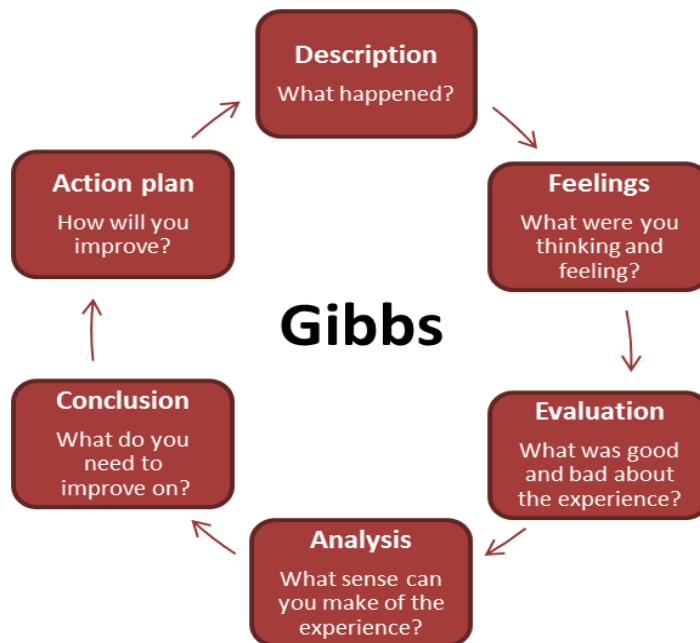 Description
What happened?
Feelings
What were you
thinking and
feeling?
Evaluation
What was good
and bad about
the experience?
Analysis
What sense can
you make of the
experience?
Conclusion
What do you
need to
improve on?
Action plan
How will you
improve?
Gibbs